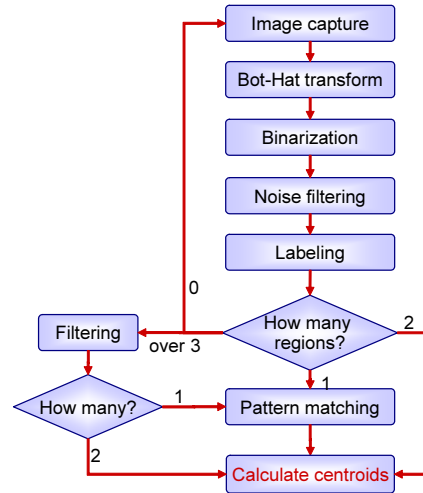 Image capture
Bot-Hat transform
Binarization
Noise filtering
Labeling
0
How many
regions?
2
Filtering
over 3
1
How many?
1
Pattern matching
2
Calculate centroids